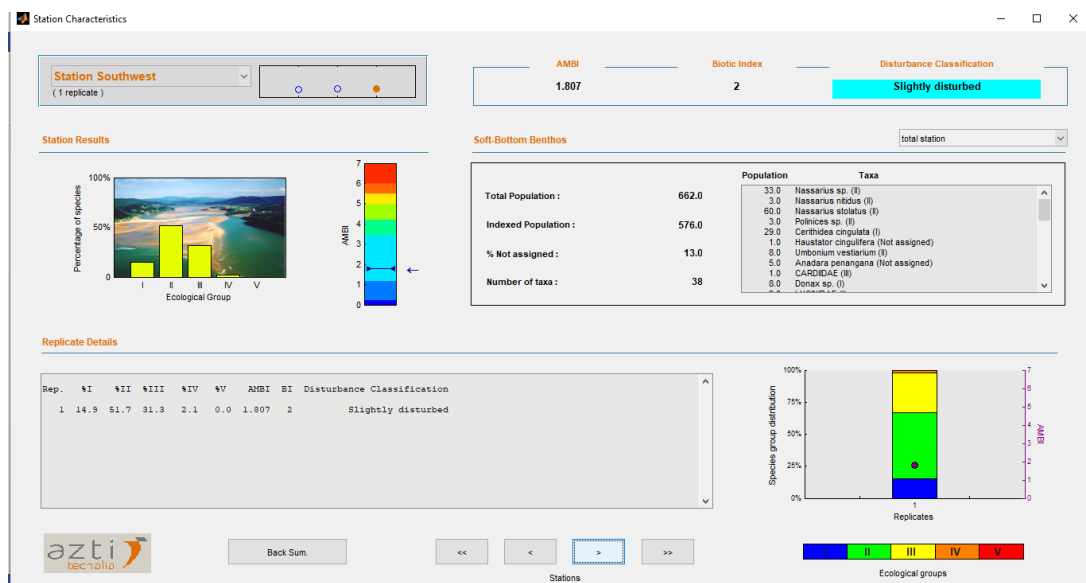 Station Characteristics
Station Southwest
( 1 replicate )
AMBI Biotic Index Disturbance Classification
1.807 2 Slightly disturbed
Station Results
100%
50%
0
Percentage of species
I II III IV V
Ecological Group
7
6
5
4
3
2
1
0
AMBI
←
Soft-Bottom Benthos
total station
Total Population : 662.0
Indexed Population : 576.0
% Not assigned : 13.0
Number of taxa : 38
Population Taxa
33.0 Nassarius sp. (II)
3.0 Nassarius nitidus (II)
60.0 Nassarius stolatus (II)
3.0 Polinices sp. (II)
29.0 Cerithidea cingulata (I)
1.0 Haustator cingulifera (Not assigned)
8.0 Umbonium vestiarium (II)
5.0 Anadara penangana (Not assigned)
1.0 CARDIIDAE (III)
8.0 Donax sp. (I)
Replicate Details
Rep. %I %II %III %IV %V AMBI BI Disturbance Classification
1 14.9 51.7 31.3 2.1 0.0 1.807 2 Slightly disturbed
100%
75%
50%
25%
0%
Species group distribution
7
6
5
4
3
2
1
0
AMBI
1
Replicates
azti
tecnalia
Back Sum.
<< < > >>
Stations
I II III IV V
Ecological groups